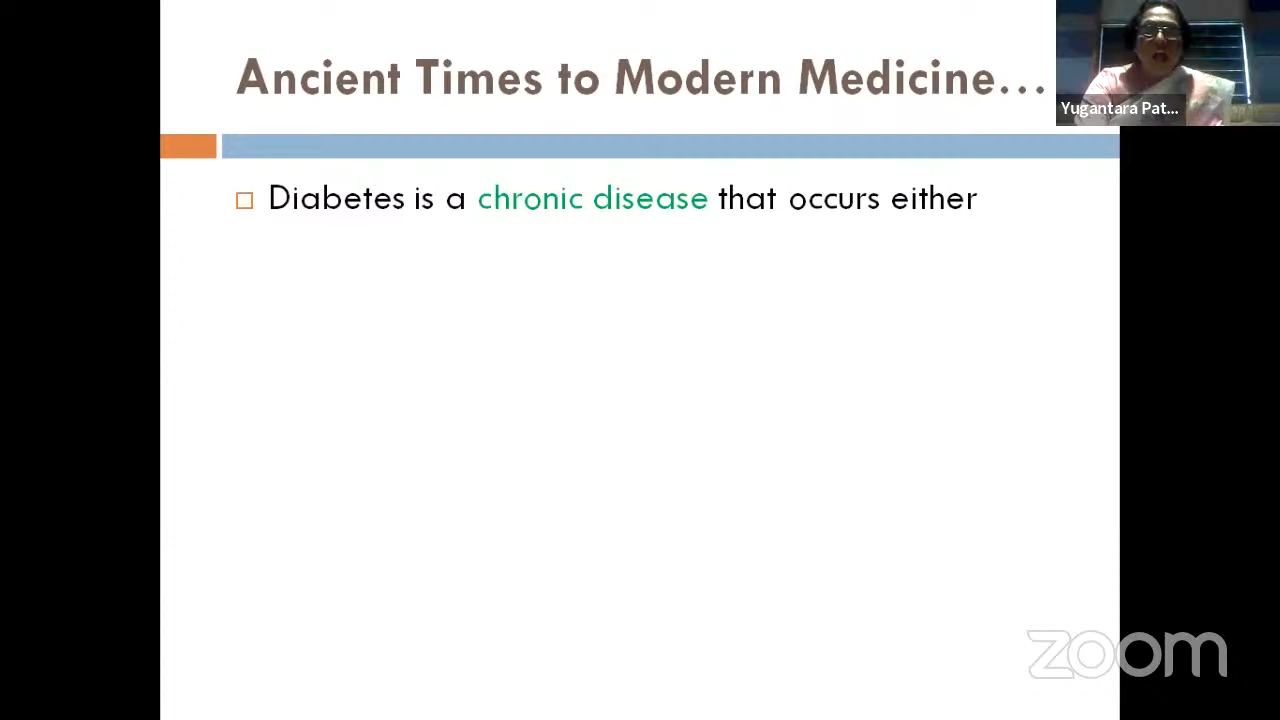 Ancient Times to Modern Medicine...
Yugantara Pat...
Diabetes is a chronic disease that occurs either
zoom